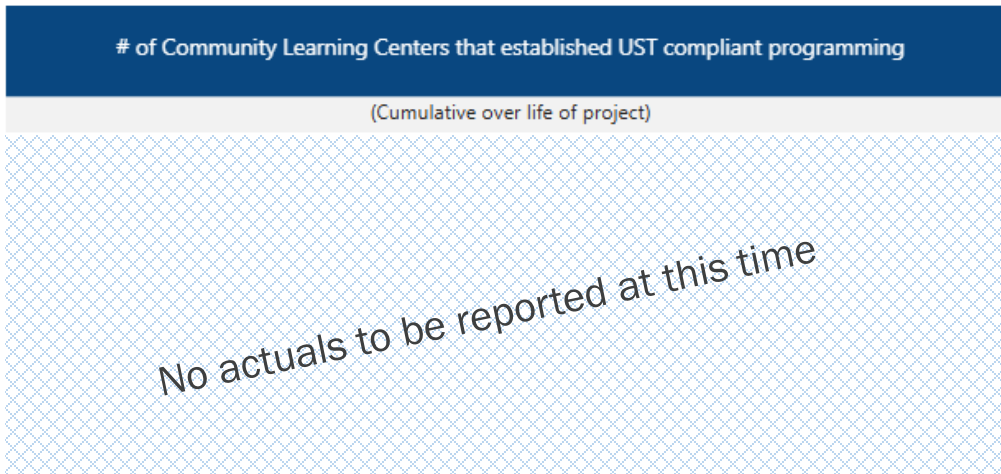 # of Community Learning Centers that established UST compliant programming
(Cumulative over life of project)
No actuals to be reported at this time